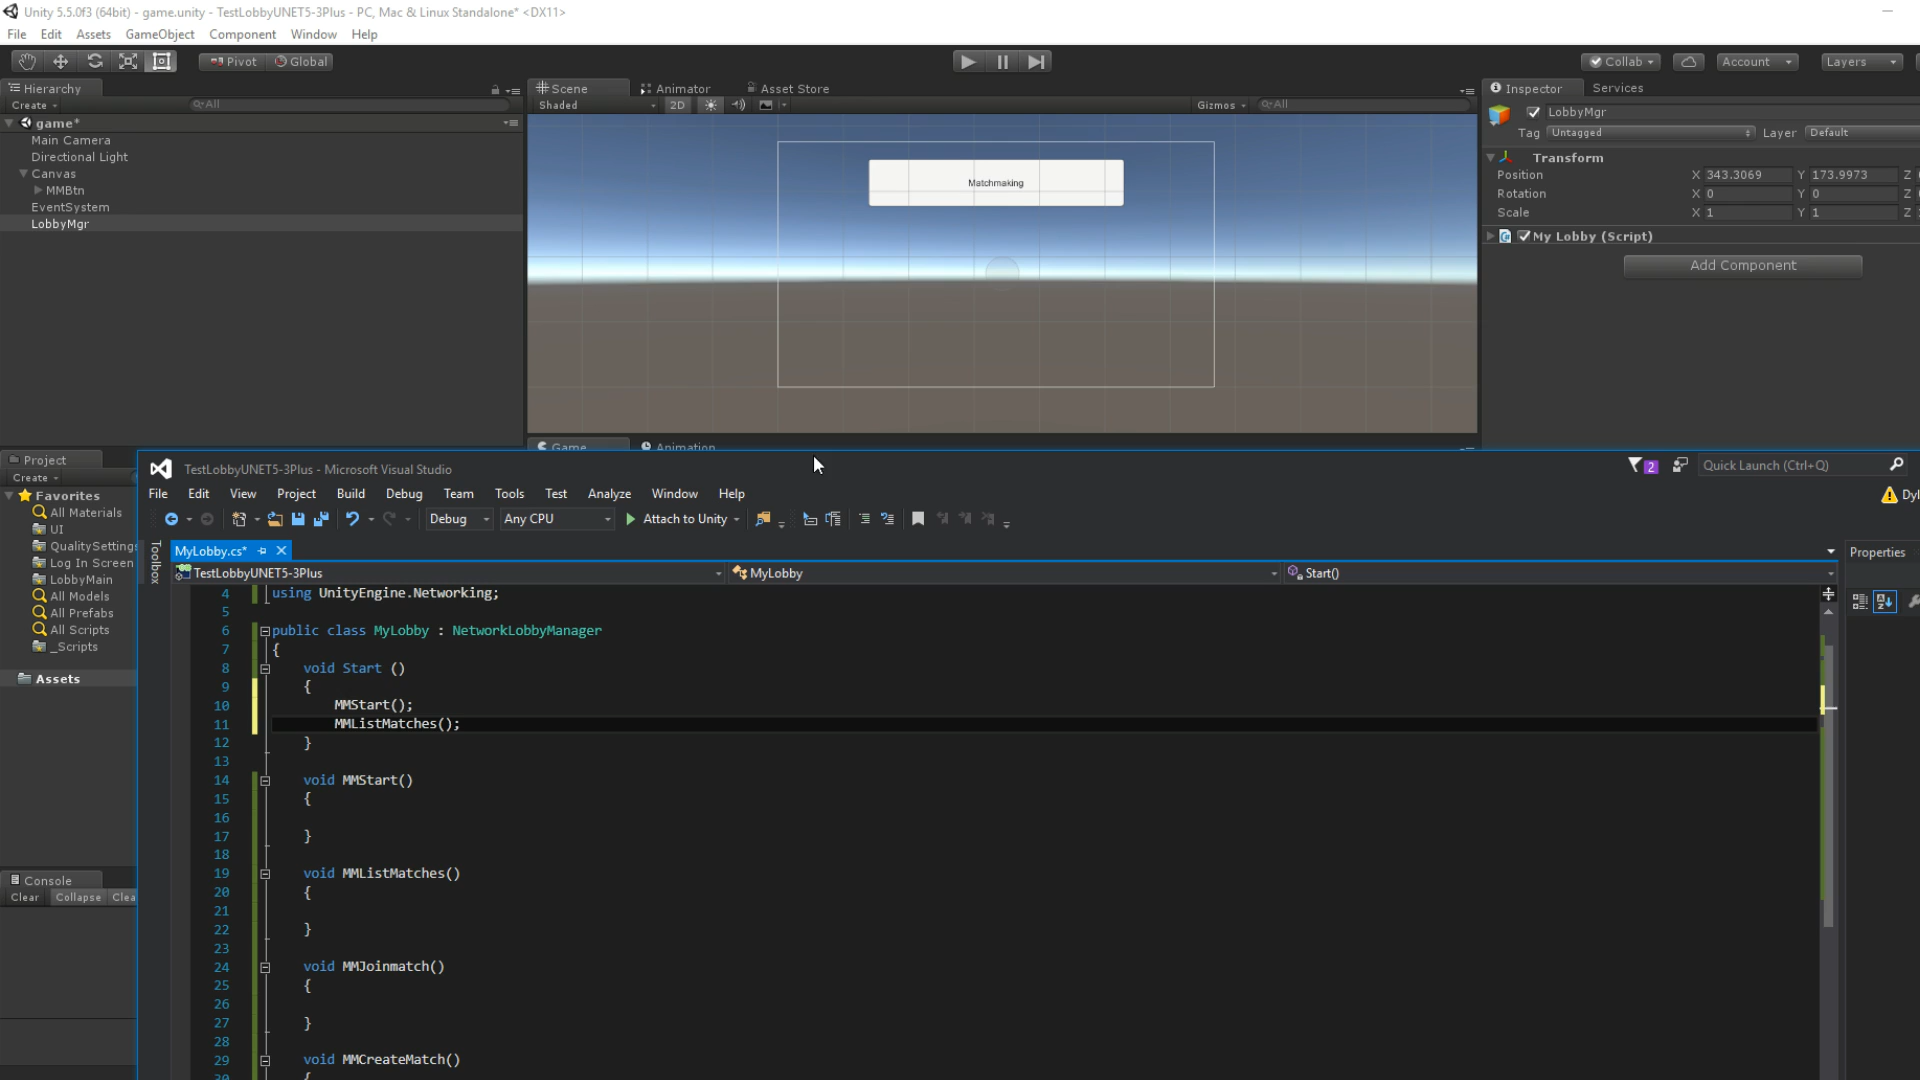 Unity 5.5.0f3 (64bit) - game.unity - TestLobbyUNET5-3Plus - PC, Mac & Linux Standalone* <DX11>
File Edit Assets GameObject Component Window Help
Pivot Global Collab Account Layers
Hierarchy
Create All
game*
Main Camera
Directional Light
Canvas
MMBtn
EventSystem
LobbyMgr
Scene Animator Asset Store
Shaded 2D Gizmos All
Matchmaking
Game Animation
Inspector Services
LobbyMgr
Tag Untagged Layer Default
Transform
Position X 343.3069 Y 173.9973 Z
Rotation X 0 Y 0 Z
Scale X 1 Y 1 Z
My Lobby (Script)
Add Component
Project
Create
Favorites
All Materials
UI
QualitySettings
Log In Screen
LobbyMain
All Models
All Prefabs
All Scripts
_Scripts
Assets
Console
Clear Collapse Clea
TestLobbyUNET5-3Plus - Microsoft Visual Studio
2 Quick Launch (Ctrl+Q)
File Edit View Project Build Debug Team Tools Test Analyze Window Help
Dyl
Debug Any CPU Attach to Unity
Toolbox
MyLobby.cs*
Properties
TestLobbyUNET5-3Plus MyLobby Start()
4 using UnityEngine.Networking;
5
6 public class MyLobby : NetworkLobbyManager
7 {
8 void Start ()
9 {
10 MMStart();
11 MMListMatches();
12 }
13
14 void MMStart()
15 {
16
17 }
18
19 void MMListMatches()
20 {
21
22 }
23
24 void MMJoinmatch()
25 {
26
27 }
28
29 void MMCreateMatch()
30 {